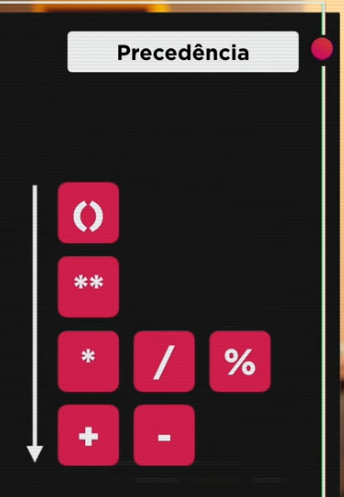 Precedência
()
**
* / %
+ -